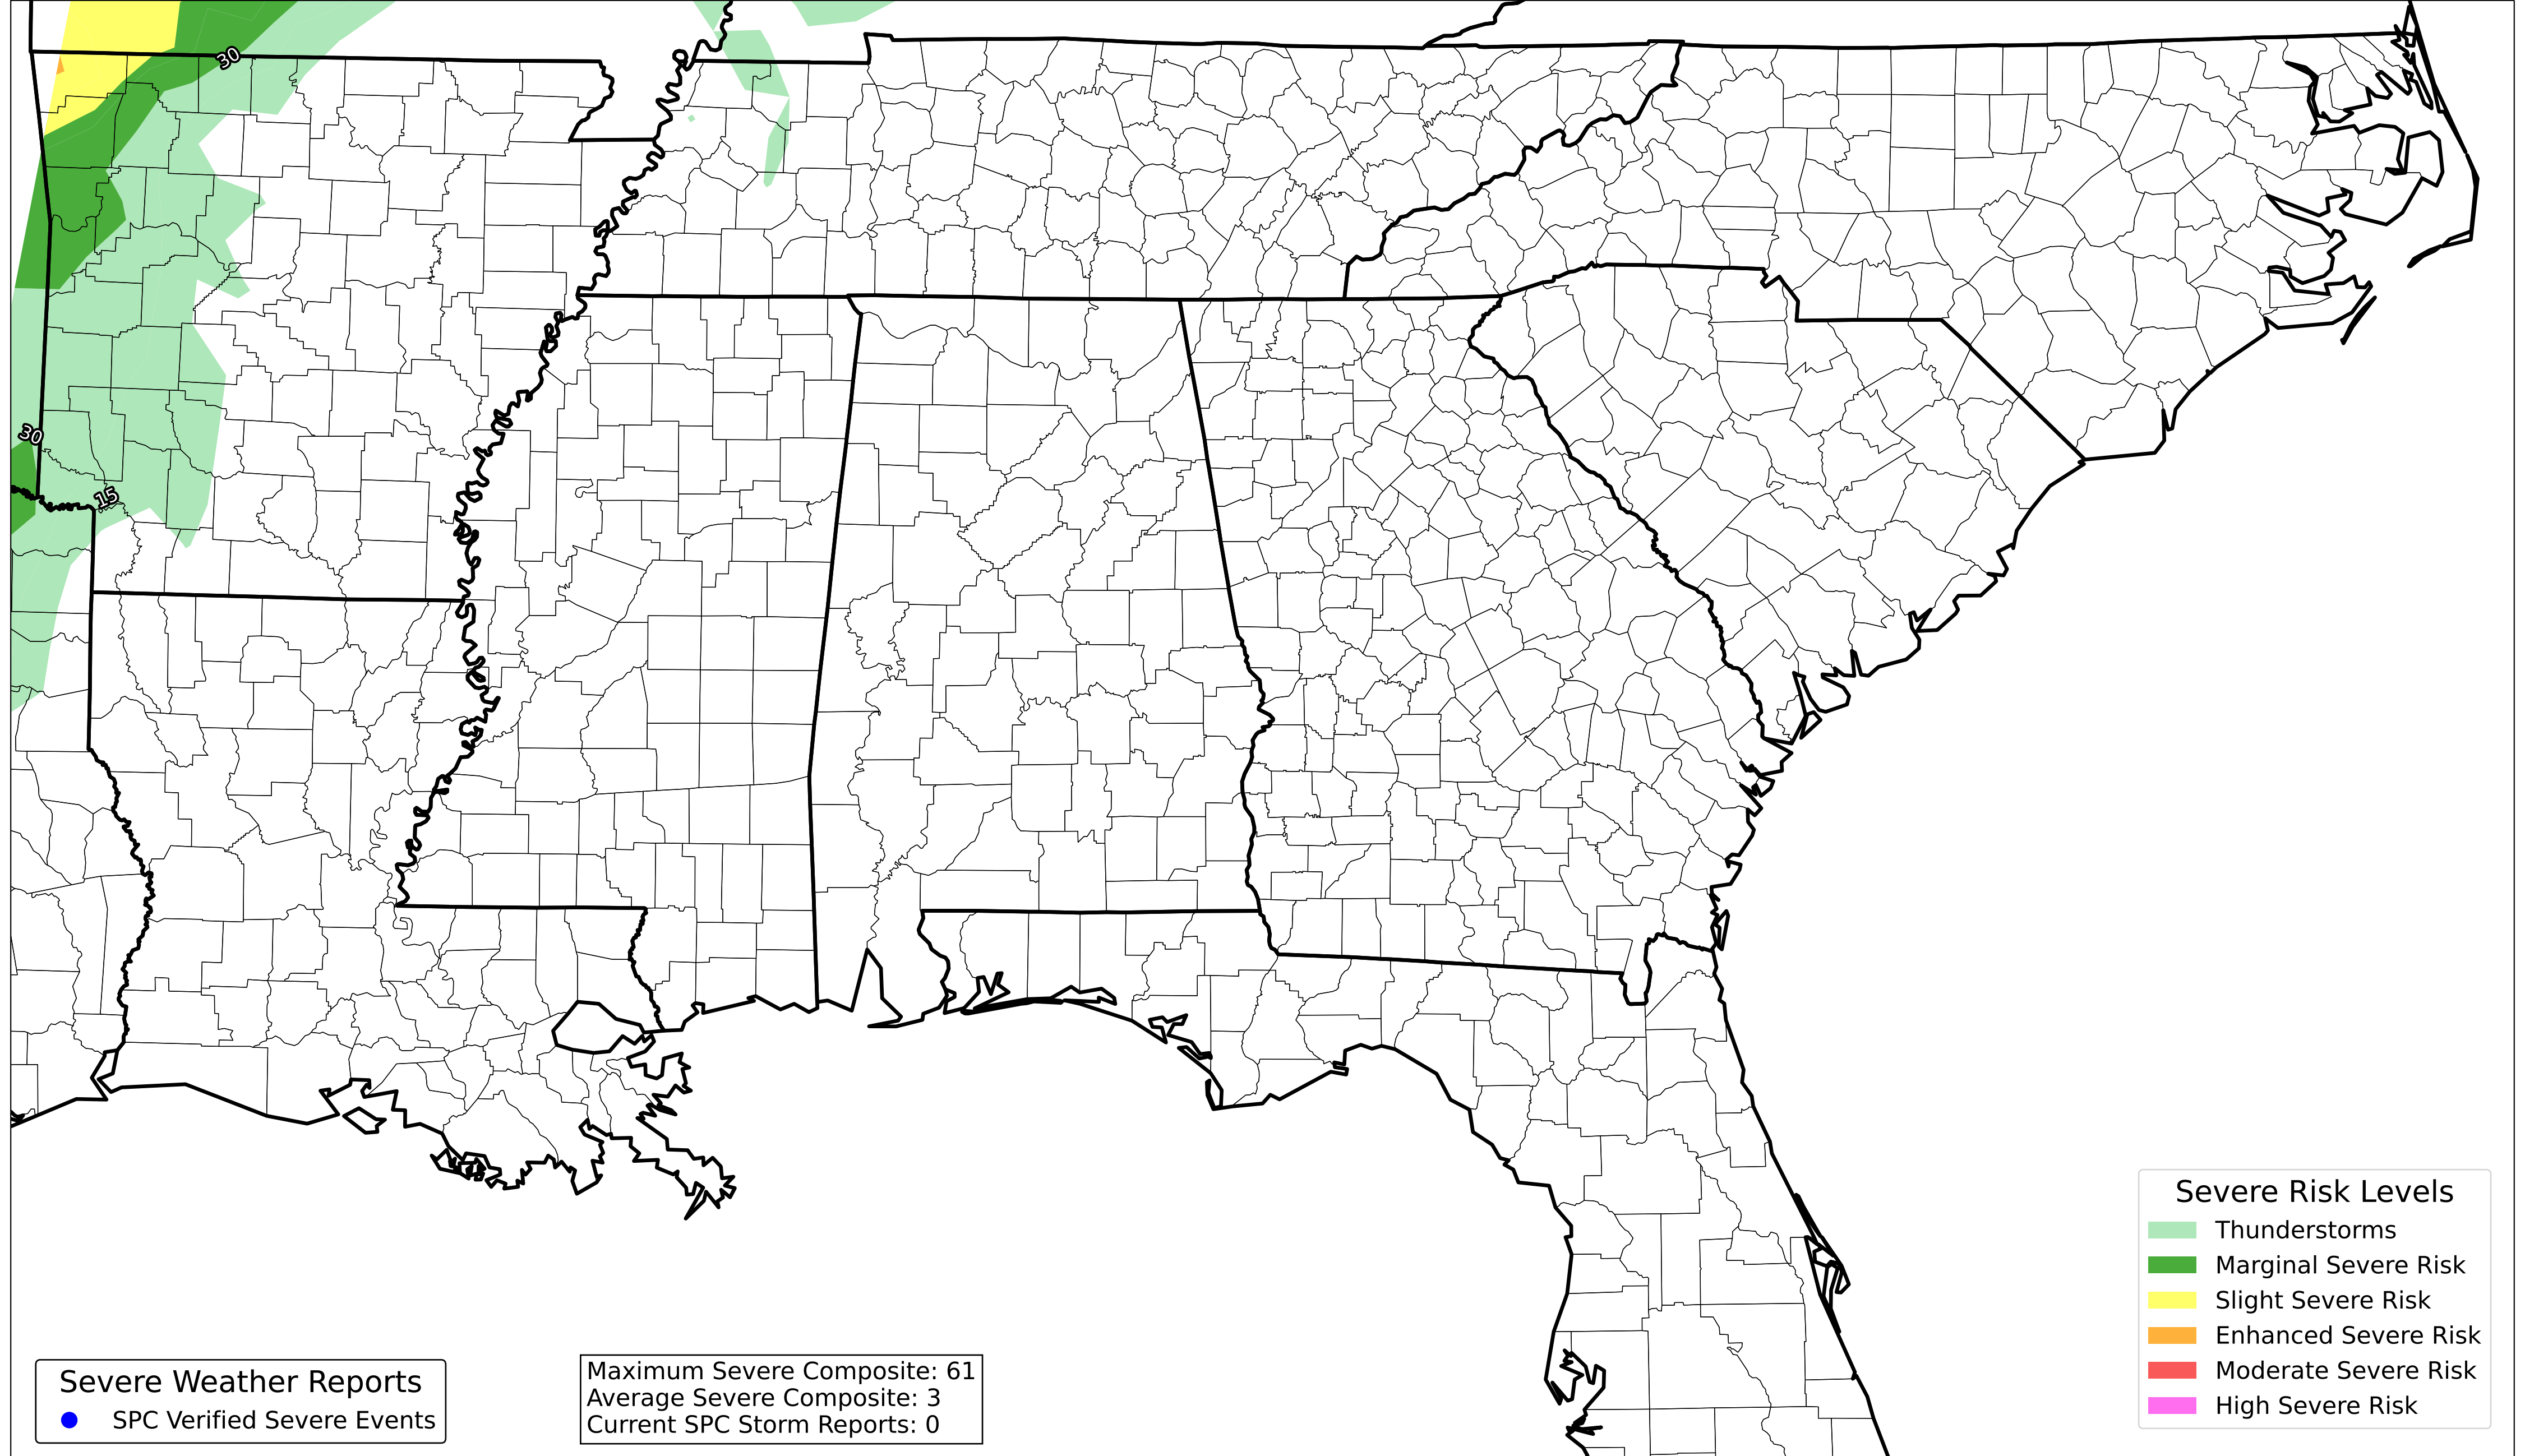 30
30
15
Severe Risk Levels
Thunderstorms
Marginal Severe Risk
Slight Severe Risk
Enhanced Severe Risk
Moderate Severe Risk
High Severe Risk
Severe Weather Reports
SPC Verified Severe Events
Maximum Severe Composite: 61
Average Severe Composite: 3
Current SPC Storm Reports: 0